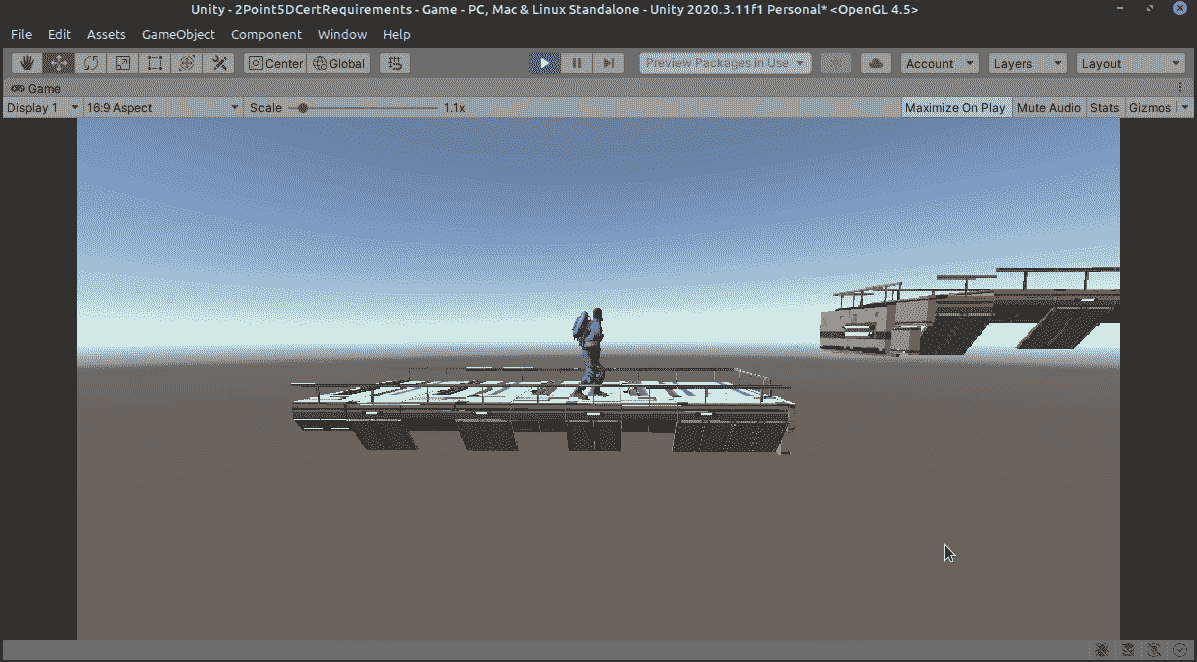 Unity - 2Point5DCertRequirements - Game - PC, Mac & Linux Standalone - Unity 2020.3.11f1 Personal* <OpenGL 4.5>
File Edit Assets GameObject Component Window Help
Center Global Preview Packages in Use Account Layers Layout
Game
Display 1 16:9 Aspect Scale 1.1x Maximize On Play Mute Audio Stats Gizmos